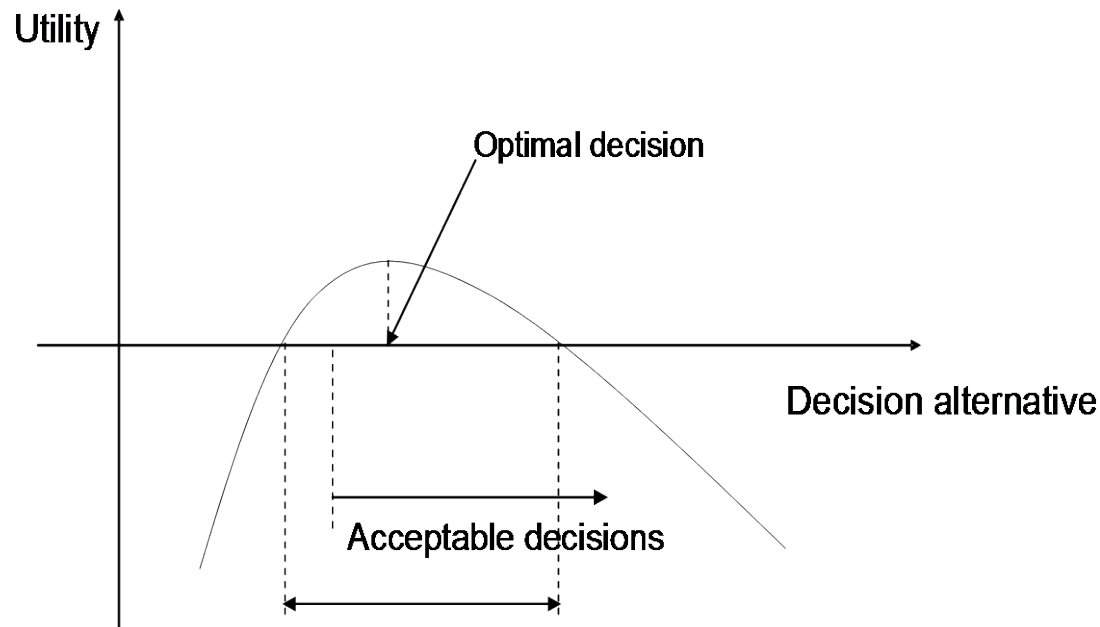 Utility
Optimal decision
Decision alternative
Acceptable decisions